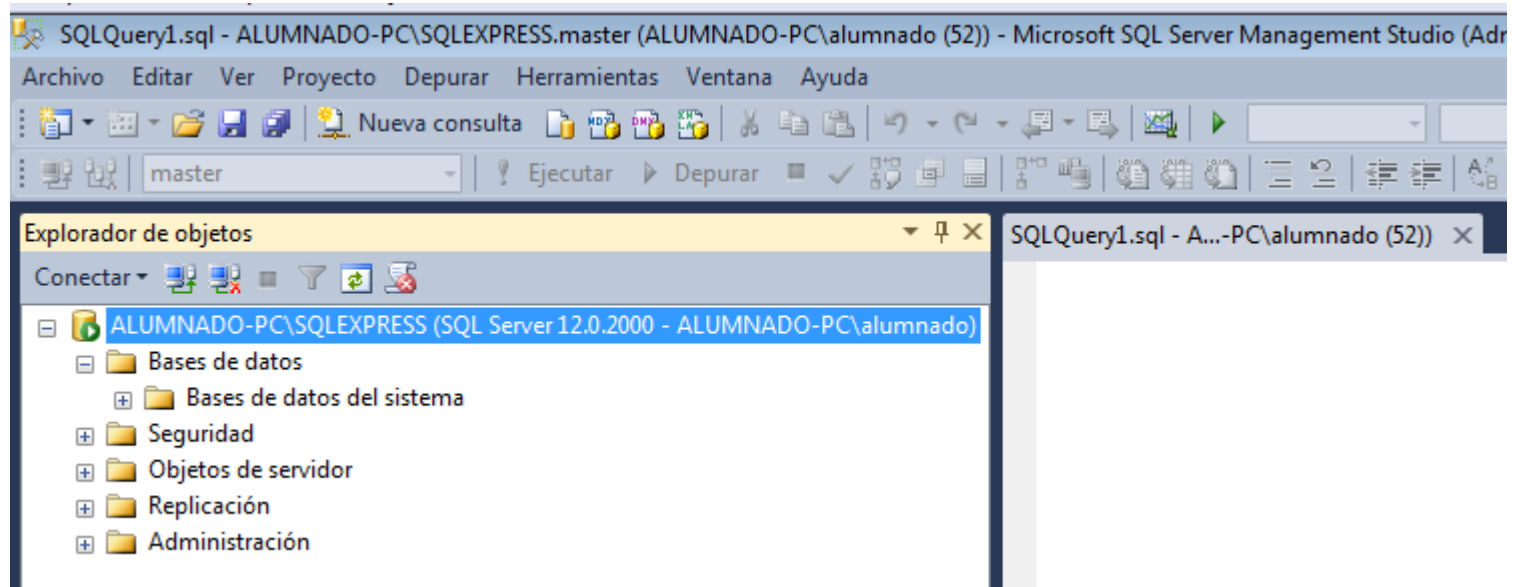 SQLQuery1.sql - ALUMNADO-PC\SQLEXPRESS.master (ALUMNADO-PC\alumnado (52)) - Microsoft SQL Server Management Studio (Adr
Archivo Editar Ver Proyecto Depurar Herramientas Ventana Ayuda
Nueva consulta
master Ejecutar Depurar
Explorador de objetos
SQLQuery1.sql - A...-PC\alumnado (52))
Conectar
ALUMNADO-PC\SQLEXPRESS (SQL Server 12.0.2000 - ALUMNADO-PC\alumnado)
Bases de datos
Bases de datos del sistema
Seguridad
Objetos de servidor
Replicación
Administración